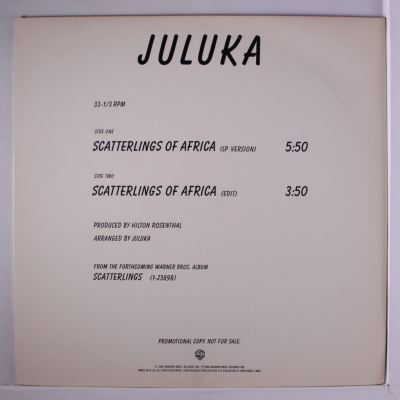 JULUKA
33-1/3 RPM
SIDE ONE
SCATTERLINGS OF AFRICA (LP VERSION) 5:50
SIDE TWO
SCATTERLINGS OF AFRICA (EDIT) 3:50
PRODUCED BY HILTON ROSENTHAL
ARRANGED BY JULUKA
FROM THE FORTHCOMING WARNER BROS. ALBUM
SCATTERLINGS (1-23898)
PROMOTIONAL COPY. NOT FOR SALE.